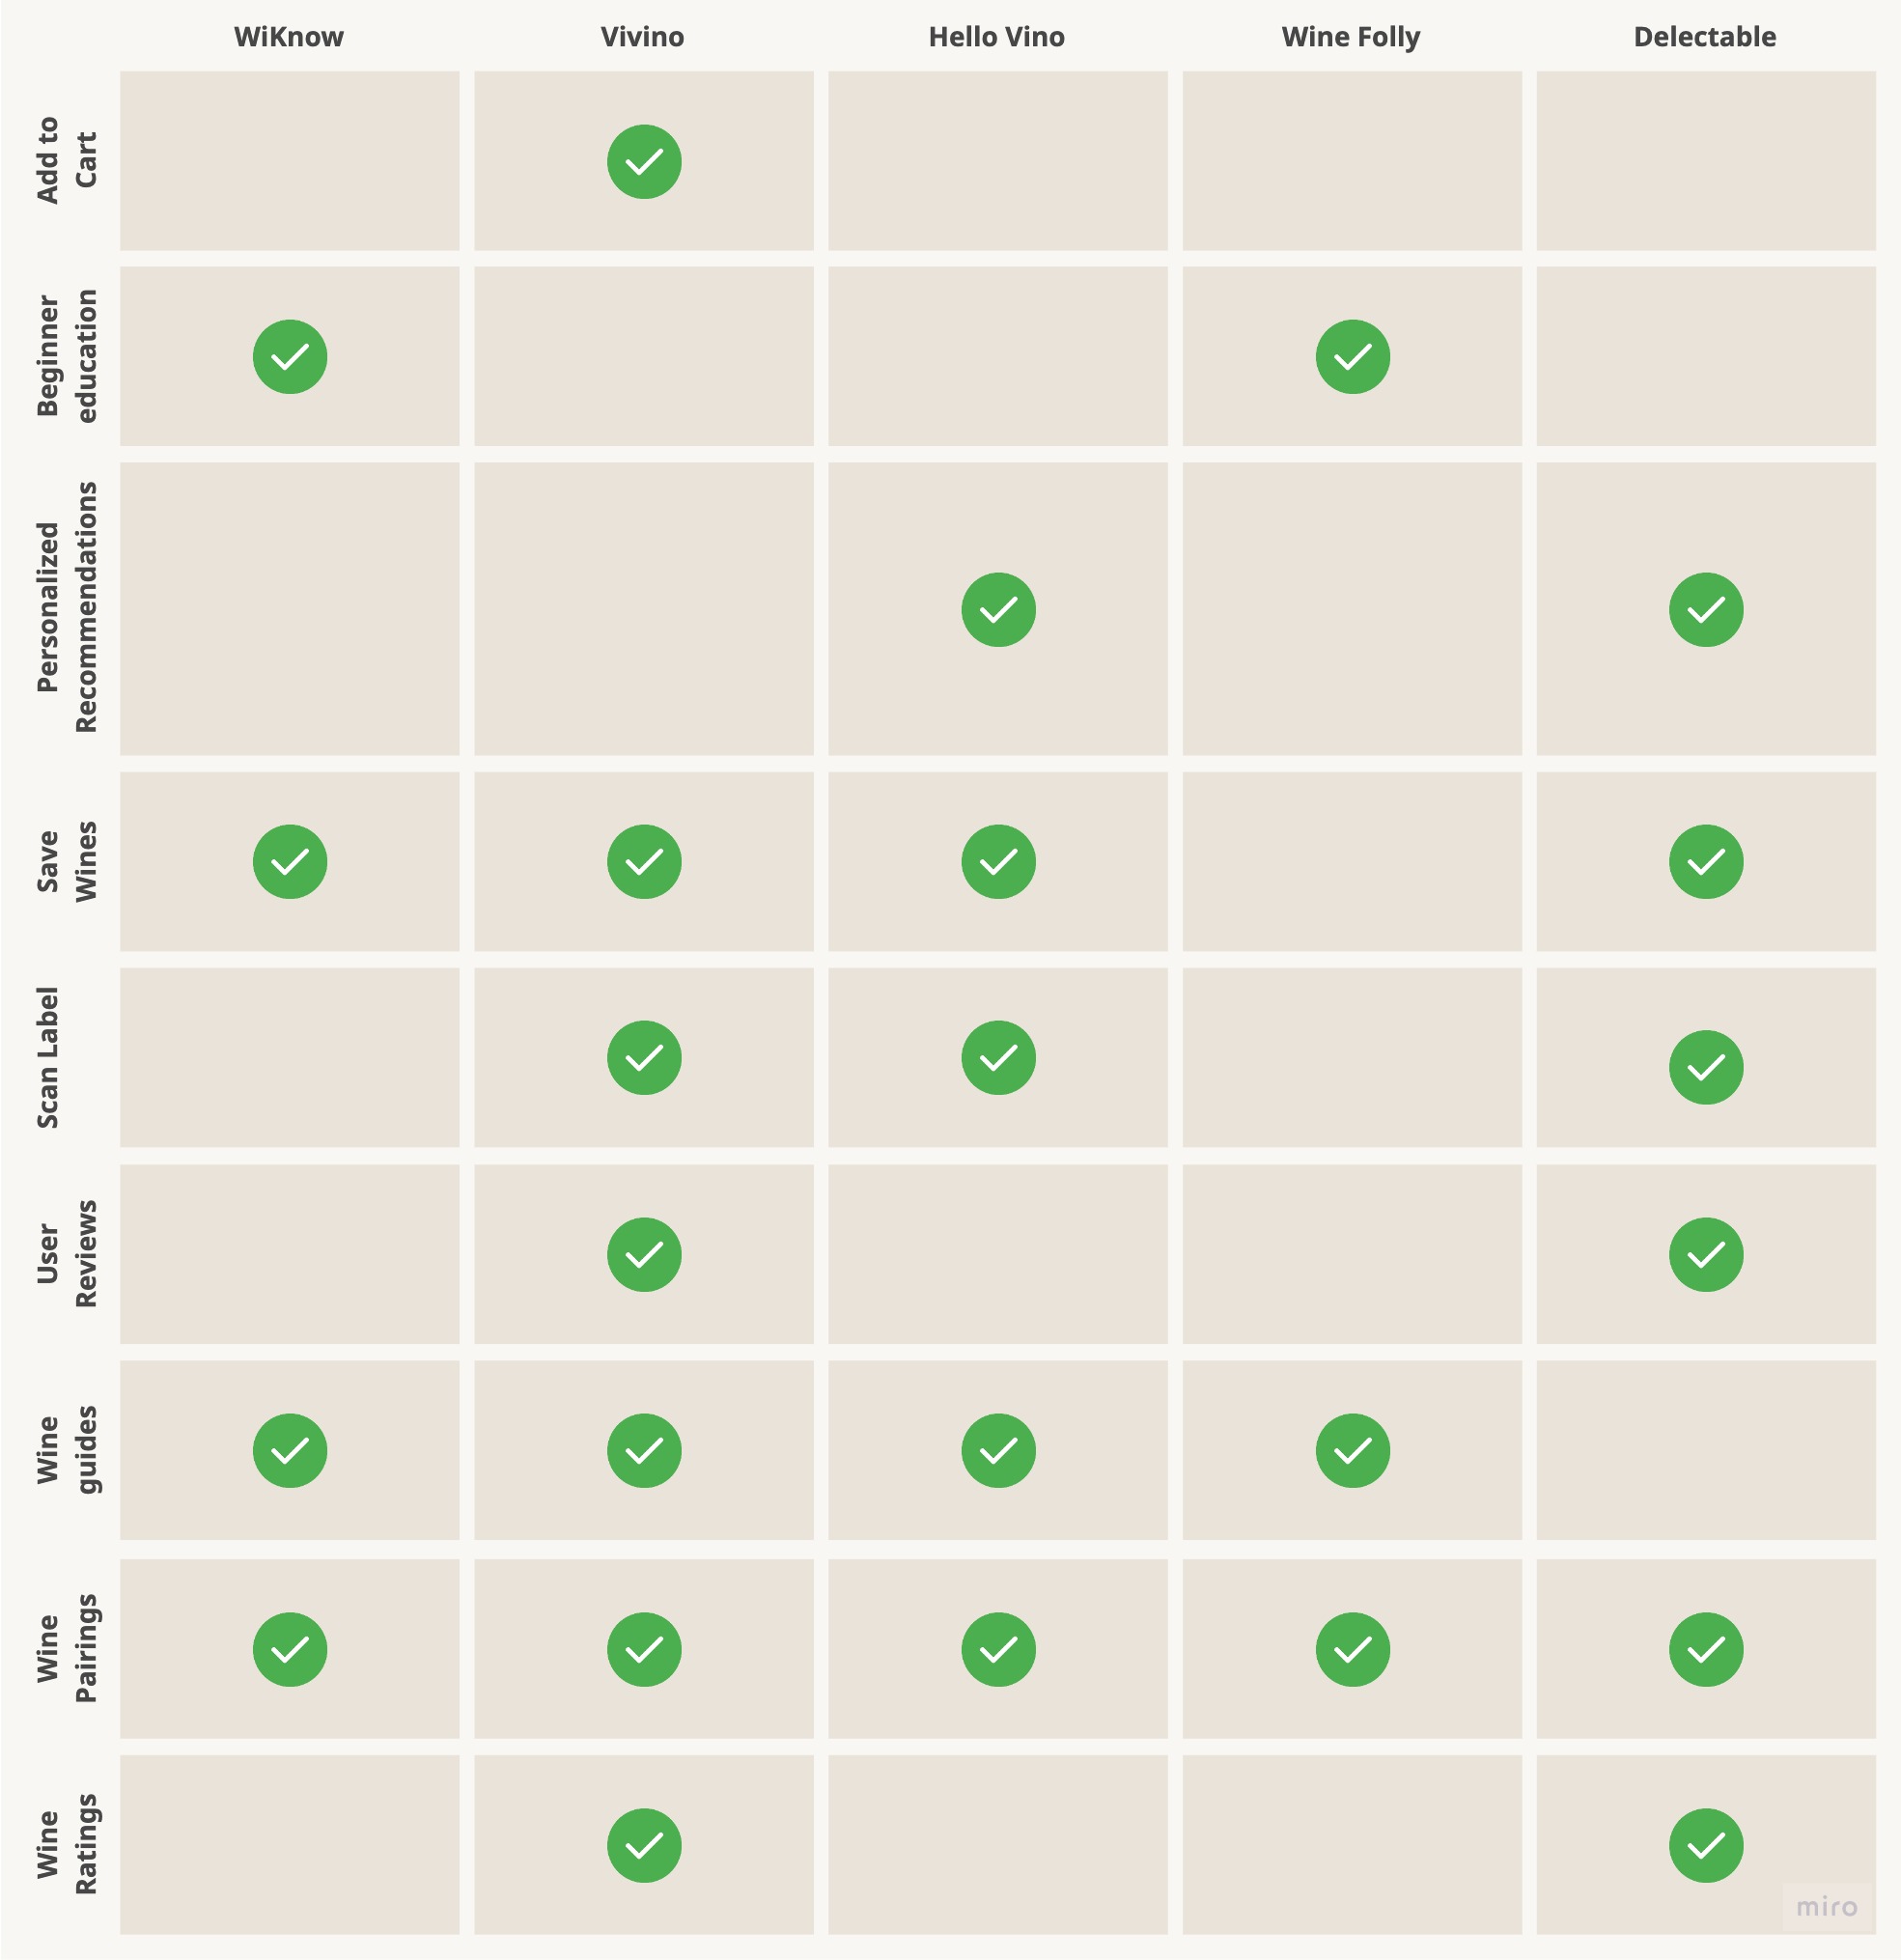 WiKnow Vivino Hello Vino Wine Folly Delectable
Add to
Cart
Beginner
education
Personalized
Recommendations
Save
Wines
Scan Label
User
Reviews
Wine
guides
Wine
Pairings
Wine
Ratings
miro